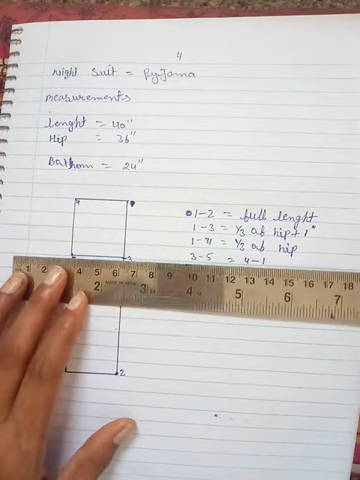 4
Night Suit = PyJama
measurements
Lenght = 40"
Hip = 36"
Bathom = 24"
4
1-2 = full lenght
1-3 = 1/3 of hip + 1"
1-4 = 1/3 of hip
3-5 = 4-1
3
1 2 3 4 5 6 7 8 9 10 11 12 13 14 15 16 17 18
2 3 4 5 6 7
2